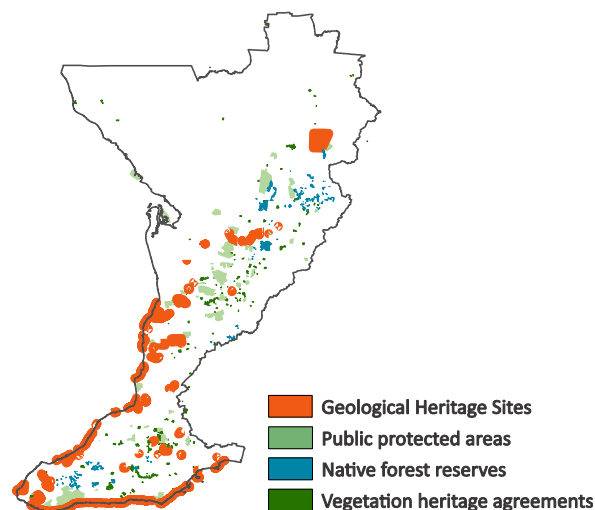 Geological Heritage Sites
Public protected areas
Native forest reserves
Vegetation heritage agreements